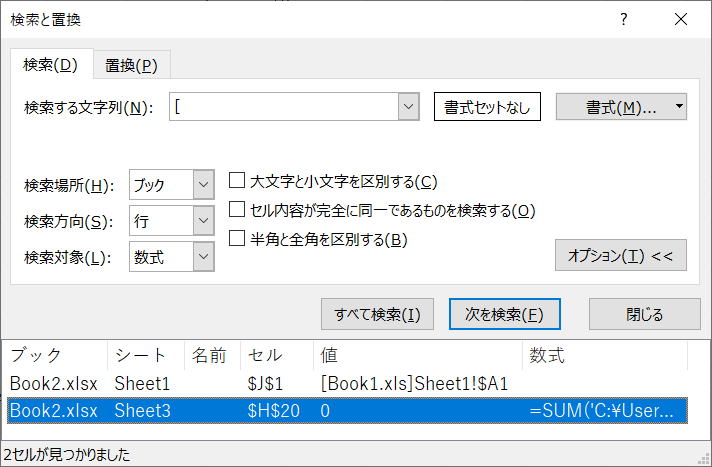 検索と置換 ? ×
検索(D) 置換(P)
検索する文字列(N): [ 書式セットなし 書式(M)...
検索場所(H): ブック 大文字と小文字を区別する(C)
検索方向(S): 行 セル内容が完全に同一であるものを検索する(O)
検索対象(L): 数式 半角と全角を区別する(B)
オプション(T) <<
すべて検索(I) 次を検索(F) 閉じる
ブック シート 名前 セル 値 数式
Book2.xlsx Sheet1 $J$1 [Book1.xls]Sheet1!$A1
Book2.xlsx Sheet3 $H$20 0 =SUM('C:¥User...
2セルが見つかりました